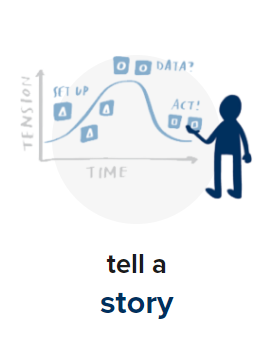 DATA?
SET UP
ACT!
TENSION
TIME
tell a
story